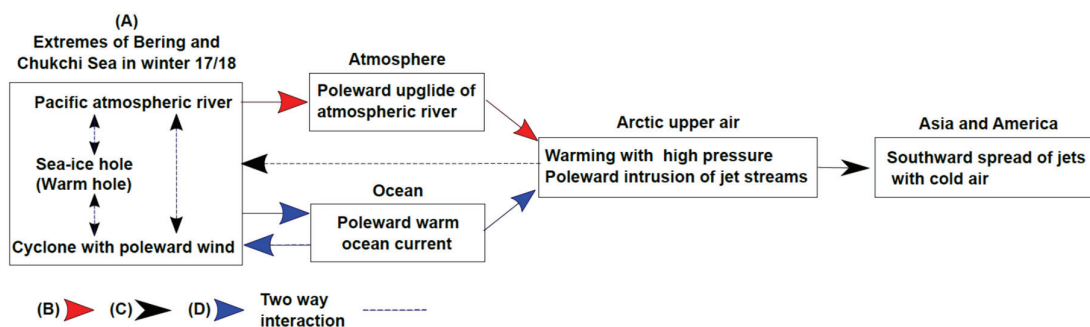 (A)
Extremes of Bering and
Chukchi Sea in winter 17/18
Pacific atmospheric river
Sea-ice hole
(Warm hole)
Cyclone with poleward wind
Atmosphere
Poleward upglide of
atmospheric river
Ocean
Poleward warm
ocean current
Arctic upper air
Warming with high pressure
Poleward intrusion of jet streams
Asia and America
Southward spread of jets
with cold air
(B) (C) (D) Two way
interaction